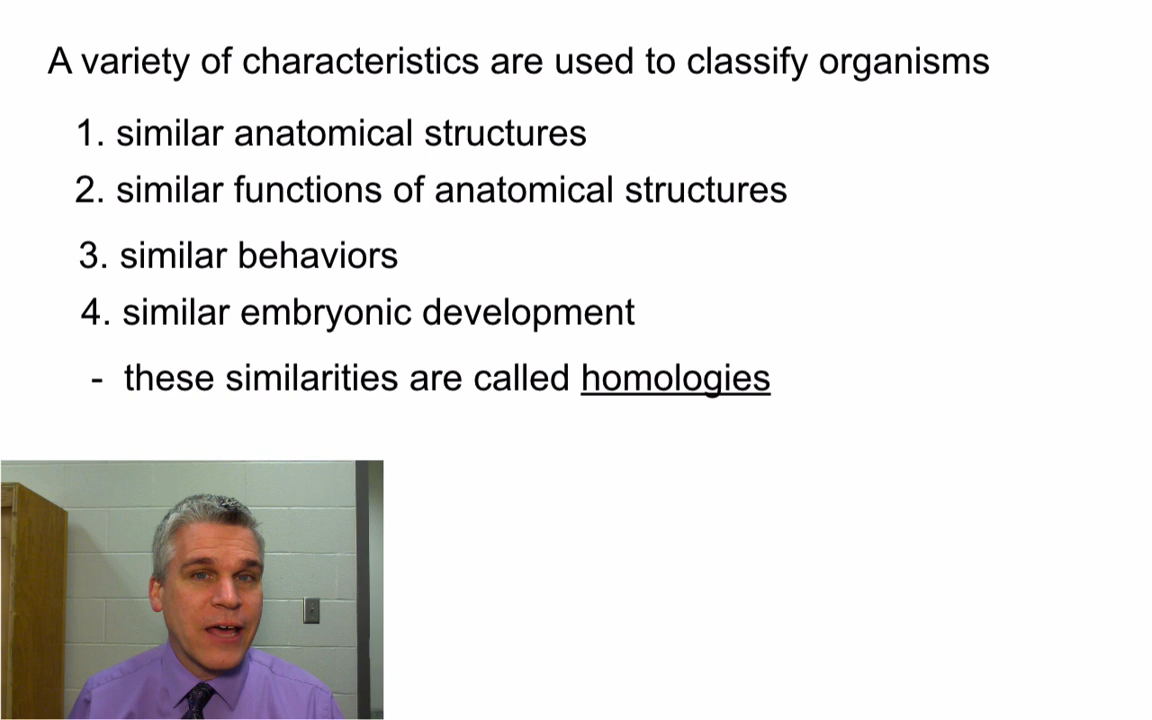 A variety of characteristics are used to classify organisms
1. similar anatomical structures
2. similar functions of anatomical structures
3. similar behaviors
4. similar embryonic development
- these similarities are called homologies